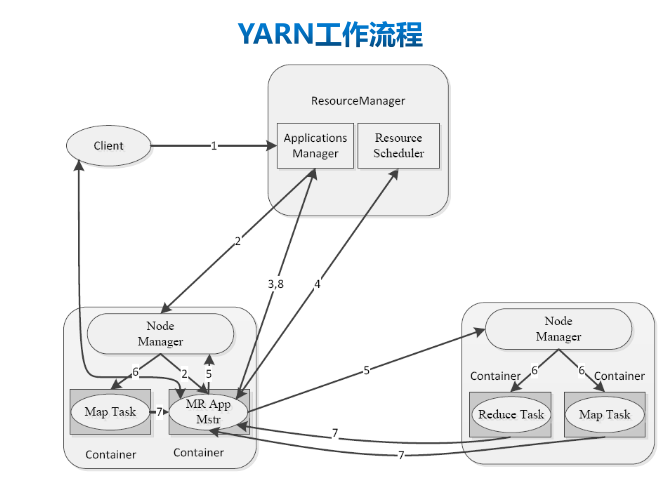 YARN工作流程
ResourceManager
Applications
Manager
Resource
Scheduler
Client
1
2
3,8
4
Node
Manager
6
2
5
Map Task
7
MR App
Mstr
Container
Container
5
Node
Manager
Container
6
6
Container
Reduce Task
Map Task
7
7